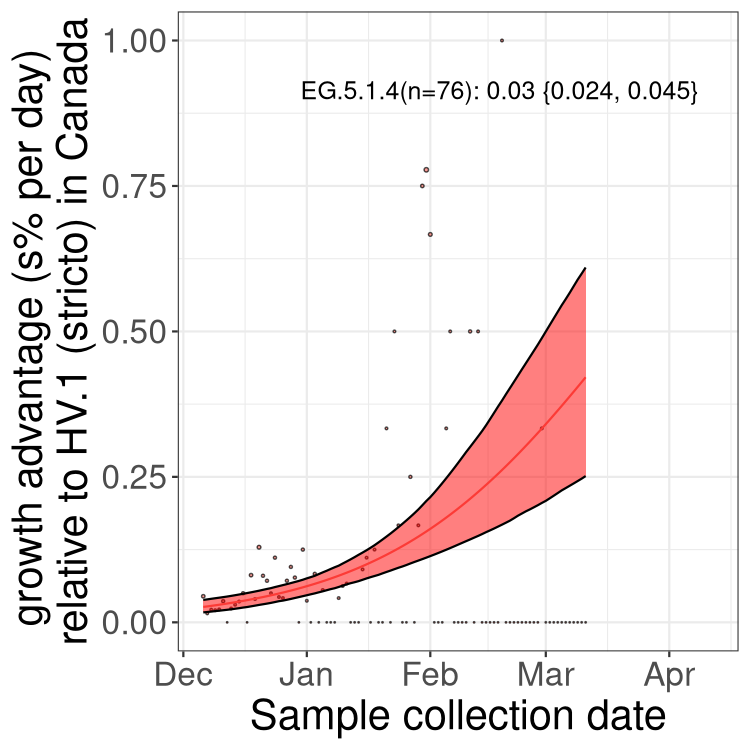 growth advantage (s% per day)
relative to HV.1 (stricto) in Canada
1.00
0.75
0.50
0.25
0.00
EG.5.1.4(n=76): 0.03 {0.024, 0.045}
Dec Jan Feb Mar Apr
Sample collection date